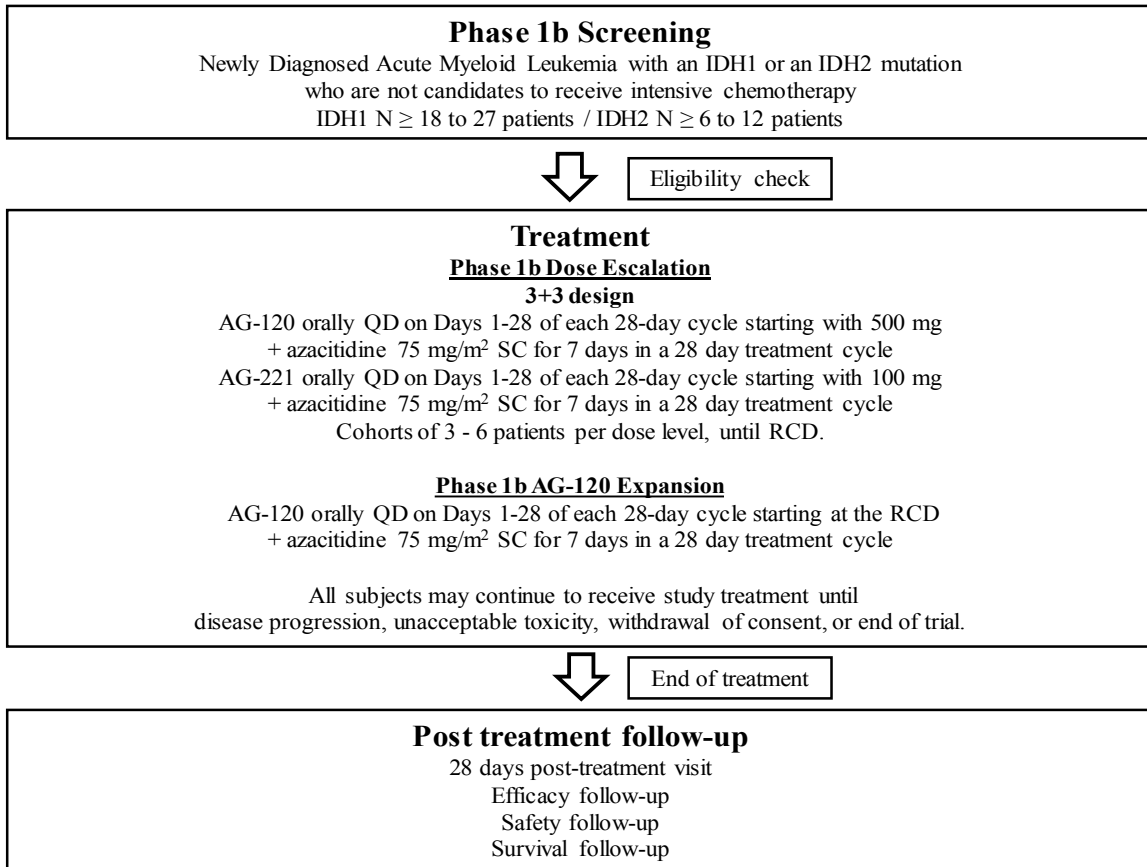 Phase 1b Screening
Newly Diagnosed Acute Myeloid Leukemia with an IDH1 or an IDH2 mutation
who are not candidates to receive intensive chemotherapy
IDH1 N ≥ 18 to 27 patients / IDH2 N ≥ 6 to 12 patients
Eligibility check
Treatment
Phase 1b Dose Escalation
3+3 design
AG-120 orally QD on Days 1-28 of each 28-day cycle starting with 500 mg
+ azacitidine 75 mg/m² SC for 7 days in a 28 day treatment cycle
AG-221 orally QD on Days 1-28 of each 28-day cycle starting with 100 mg
+ azacitidine 75 mg/m² SC for 7 days in a 28 day treatment cycle
Cohorts of 3 - 6 patients per dose level, until RCD.
Phase 1b AG-120 Expansion
AG-120 orally QD on Days 1-28 of each 28-day cycle starting at the RCD
+ azacitidine 75 mg/m² SC for 7 days in a 28 day treatment cycle
All subjects may continue to receive study treatment until
disease progression, unacceptable toxicity, withdrawal of consent, or end of trial.
End of treatment
Post treatment follow-up
28 days post-treatment visit
Efficacy follow-up
Safety follow-up
Survival follow-up